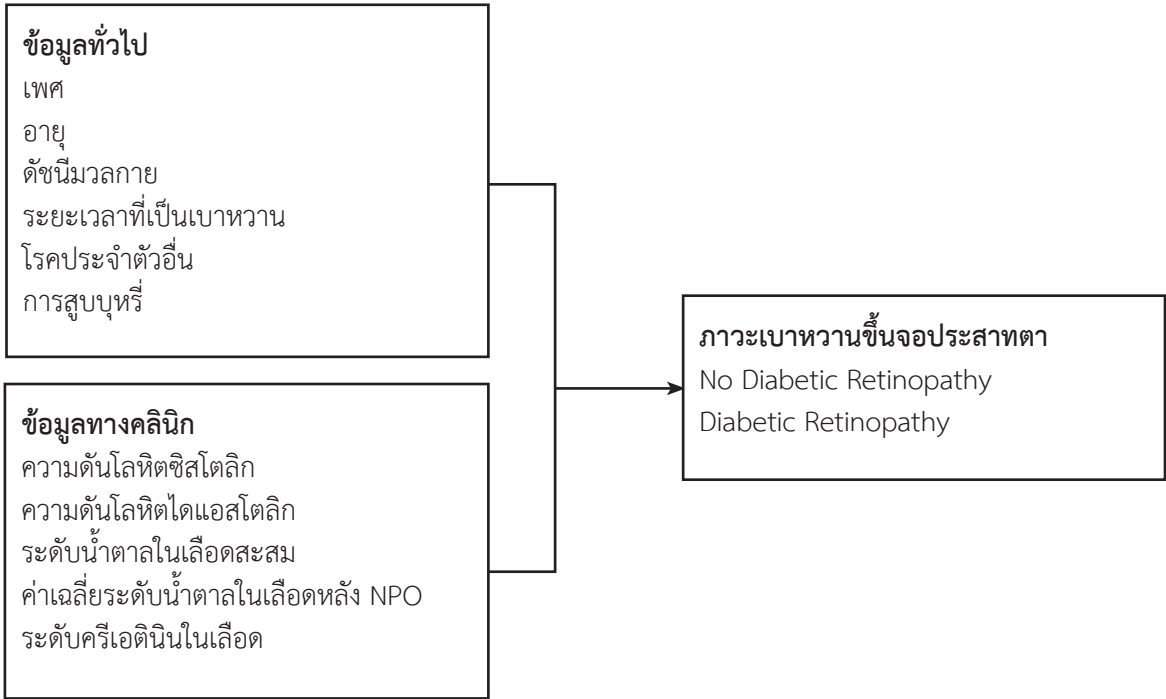 ข้อมูลทั่วไป
เพศ
อายุ
ดัชนีมวลกาย
ระยะเวลาที่เป็นเบาหวาน
โรคประจำตัวอื่น
การสูบบุหรี่
ข้อมูลทางคลินิก
ความดันโลหิตซิสโตลิก
ความดันโลหิตไดแอสโตลิก
ระดับน้ำตาลในเลือดสะสม
ค่าเฉลี่ยระดับน้ำตาลในเลือดหลัง NPO
ระดับครีเอตินินในเลือด
ภาวะเบาหวานขึ้นจอประสาทตา
No Diabetic Retinopathy
Diabetic Retinopathy